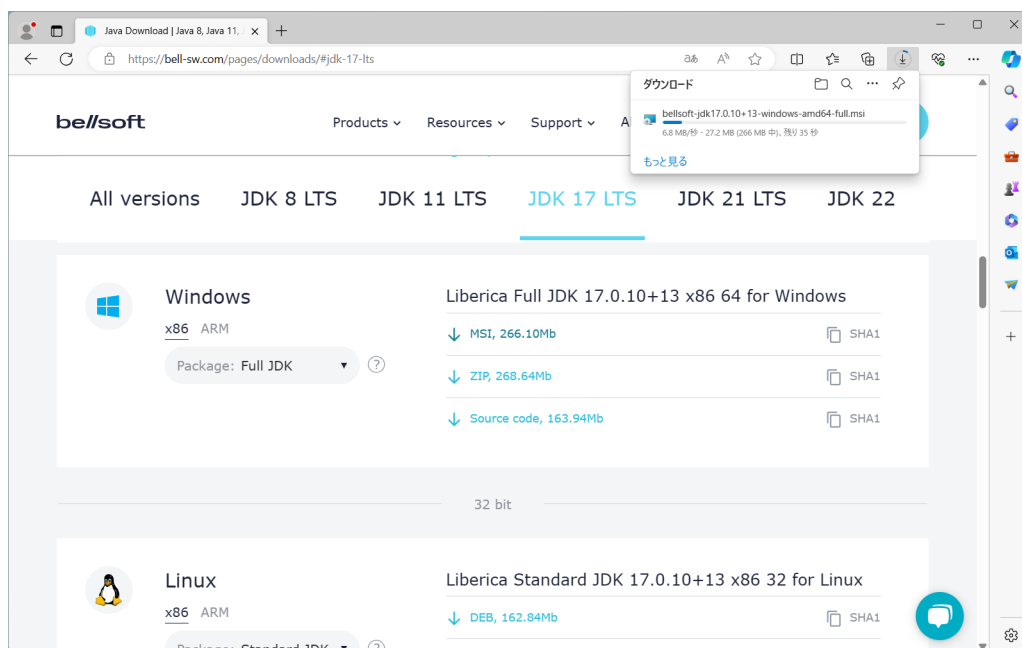 Java Download | Java 8, Java 11,
https://bell-sw.com/pages/downloads/#jdk-17-lts
ダウンロード
bellsoft-jdk17.0.10+13-windows-amd64-full.msi
6.8 MB/秒 - 27.2 MB (266 MB 中)、残り 35 秒
もっと見る
bellsoft
Products
Resources
Support
All versions
JDK 8 LTS
JDK 11 LTS
JDK 17 LTS
JDK 21 LTS
JDK 22
Windows
x86 ARM
Package: Full JDK
?
Liberica Full JDK 17.0.10+13 x86 64 for Windows
MSI, 266.10Mb
SHA1
ZIP, 268.64Mb
SHA1
Source code, 163.94Mb
SHA1
32 bit
Linux
x86 ARM
Package: Standard JDK
Liberica Standard JDK 17.0.10+13 x86 32 for Linux
DEB, 162.84Mb
SHA1